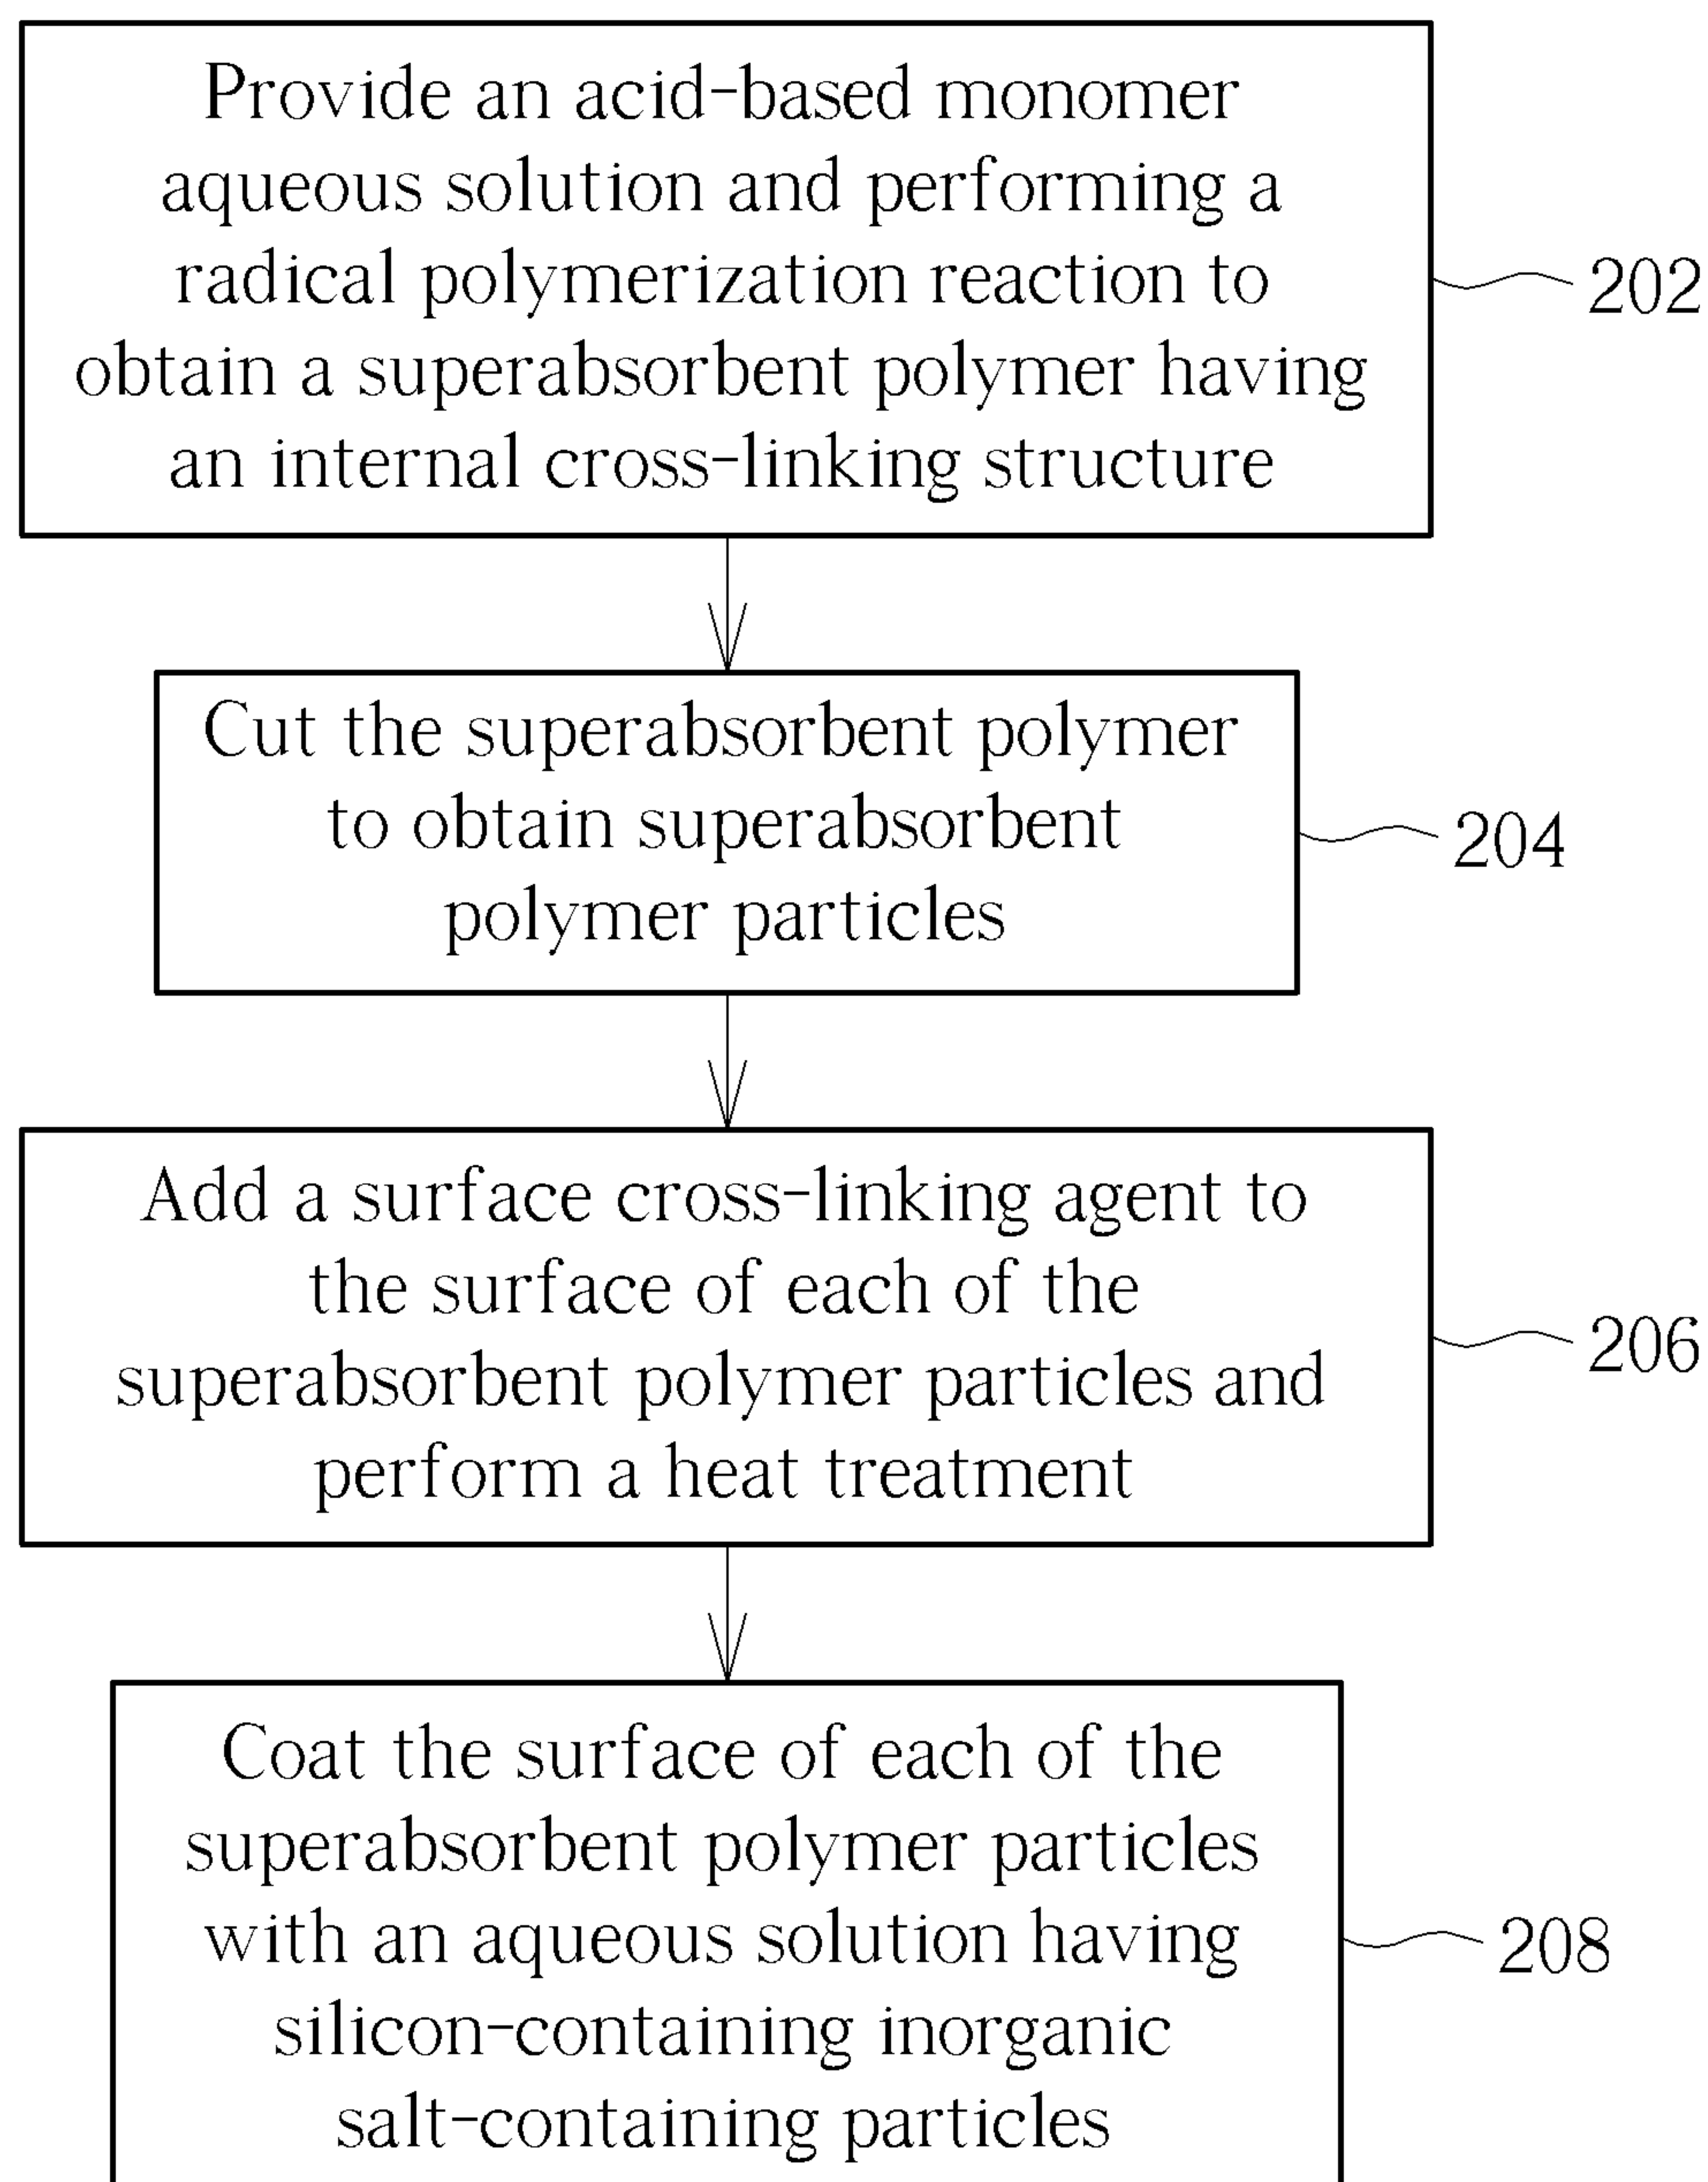 Provide an acid-based monomer
aqueous solution and performing a
radical polymerization reaction to
obtain a superabsorbent polymer having
an internal cross-linking structure
202
Cut the superabsorbent polymer
to obtain superabsorbent
polymer particles
204
Add a surface cross-linking agent to
the surface of each of the
superabsorbent polymer particles and
perform a heat treatment
206
Coat the surface of each of the
superabsorbent polymer particles
with an aqueous solution having
silicon-containing inorganic
salt-containing particles
208